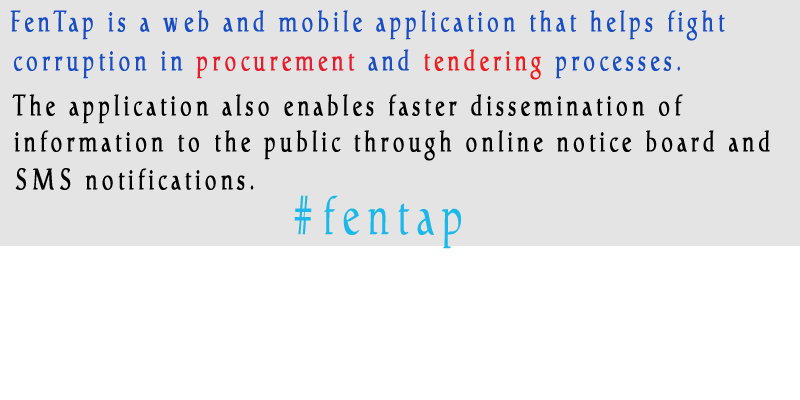 FenTap is a web and mobile application that helps fight
corruption in procurement and tendering processes.
The application also enables faster dissemination of
information to the public through online notice board and
SMS notifications.
#fentap